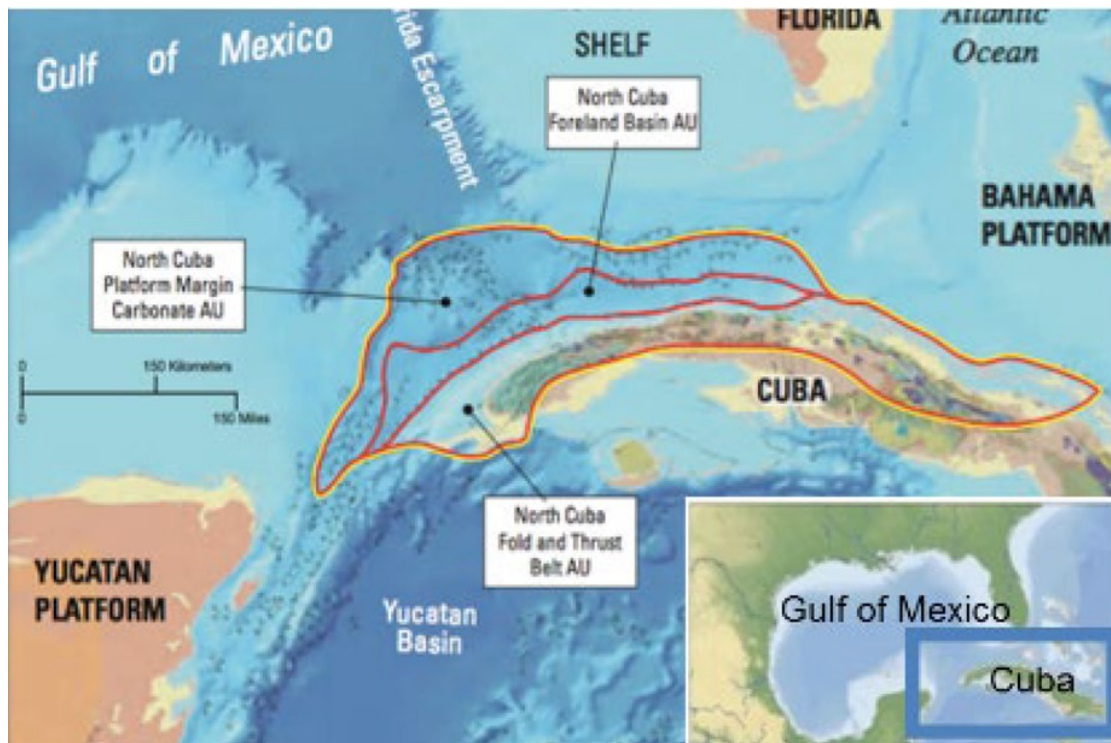 Gulf of Mexico
rida Escarpment
SHELF
FLORIDA
Atlantic
Ocean
North Cuba
Foreland Basin AU
BAHAMA
PLATFORM
North Cuba
Platform Margin
Carbonate AU
0 150 Kilometers
0 150 Miles
CUBA
North Cuba
Fold and Thrust
Belt AU
YUCATAN
PLATFORM
Yucatan
Basin
Gulf of Mexico
Cuba